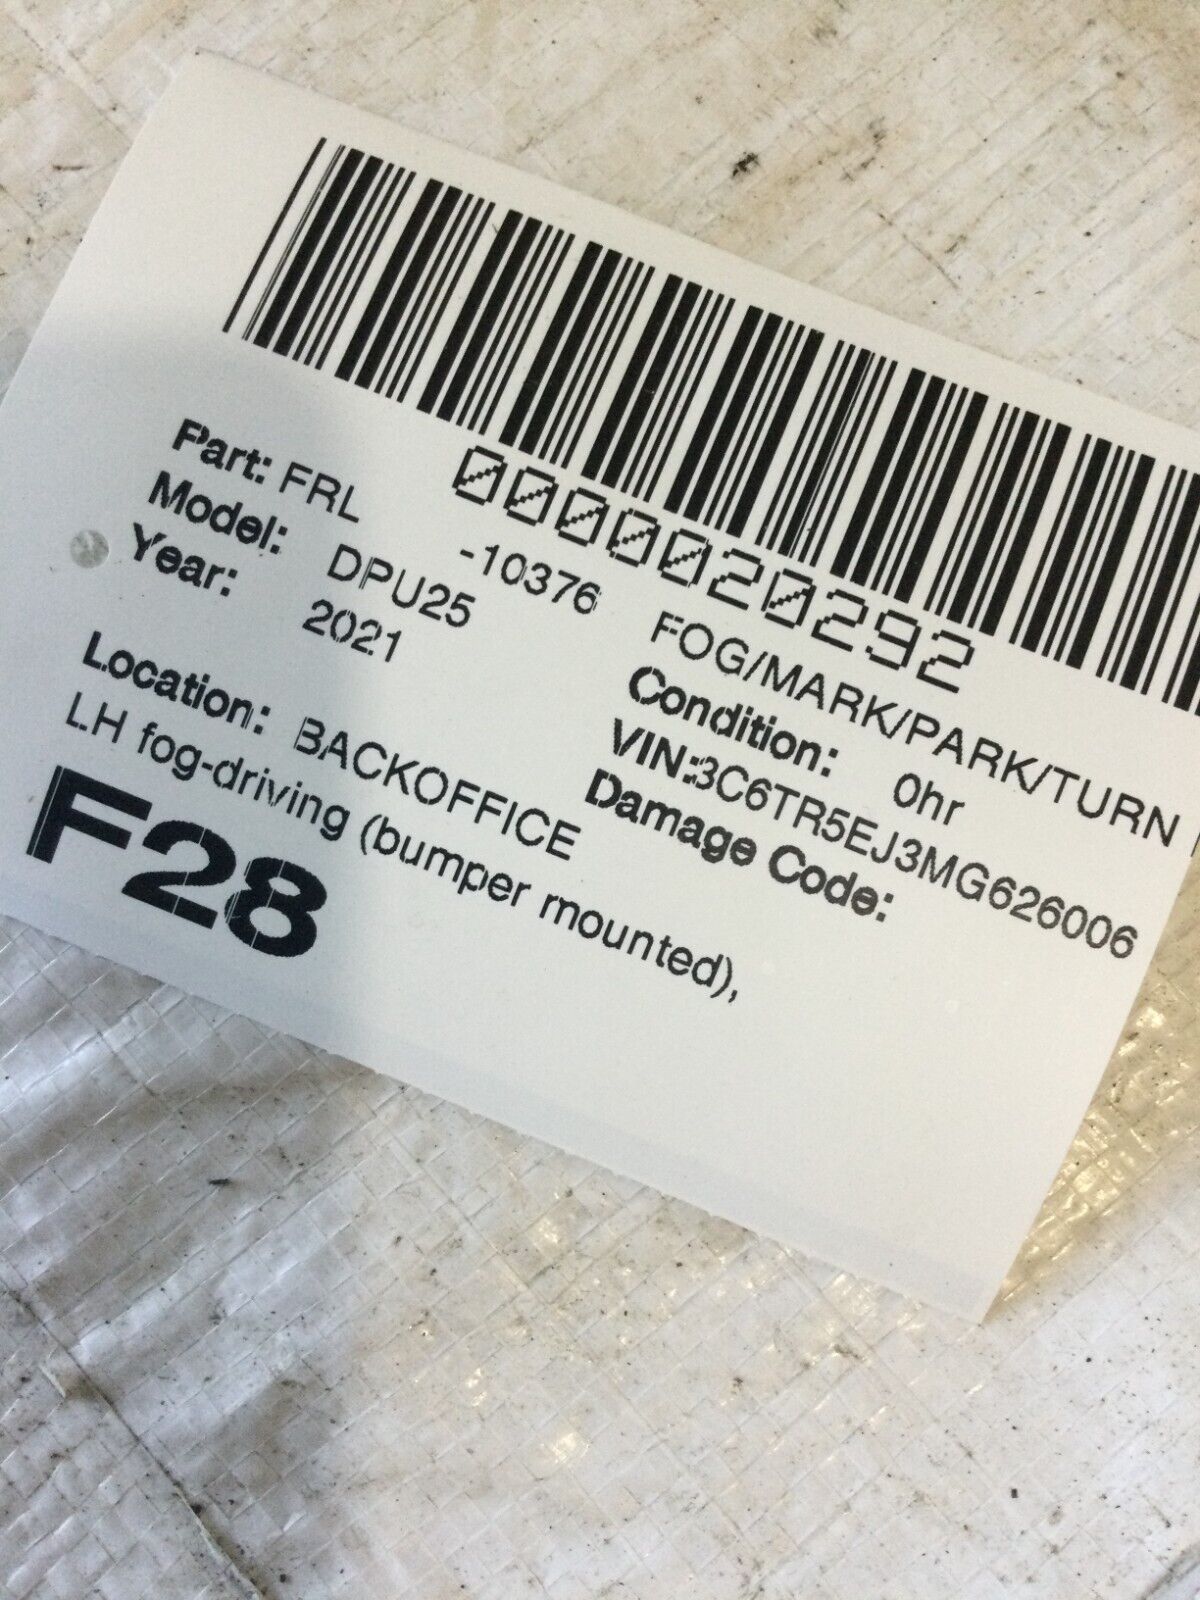 0000020292
Part: FRL -10376 FOG/MARK/PARK/TURN
Model: DPU25 Condition: 0hr
Year: 2021 VIN:3C6TR5EJ3MG626006
Damage Code:
Location: BACKOFFICE
LH fog-driving (bumper mounted),
F28